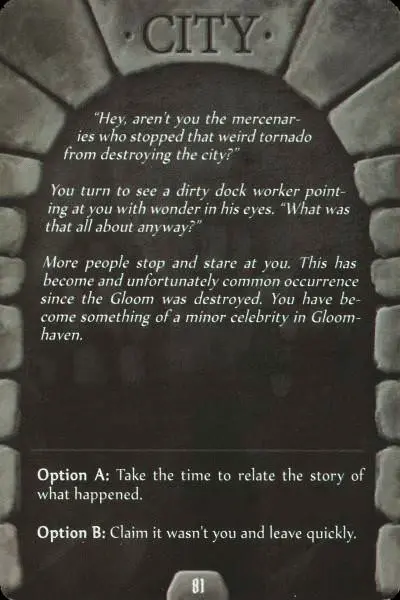 · CITY ·
"Hey, aren't you the mercenar-
ies who stopped that weird tornado
from destroying the city?"
You turn to see a dirty dock worker point-
ing at you with wonder in his eyes. "What was
that all about anyway?"
More people stop and stare at you. This has
become and unfortunately common occurrence
since the Gloom was destroyed. You have be-
come something of a minor celebrity in Gloom-
haven.
Option A: Take the time to relate the story of
what happened.
Option B: Claim it wasn't you and leave quickly.
81